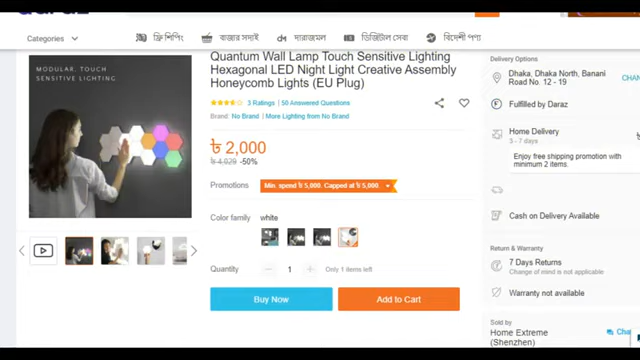 Categories
ফ্রি শিপিং
বাজার সদাই
দারাজমল
ডিজিটাল সেবা
বিদেশী পণ্য
MODULAR, TOUCH
SENSITIVE LIGHTING
Quantum Wall Lamp Touch Sensitive Lighting
Hexagonal LED Night Light Creative Assembly
Honeycomb Lights (EU Plug)
3 Ratings | 50 Answered Questions
Brand No Brand | More Lighting from No Brand
৳ 2,000
৳ 4,029 -50%
Promotions Min. spend ৳ 5,000. Capped at ৳ 5,000.
Color family white
Quantity − 1 + Only 1 items left
Buy Now
Add to Cart
Delivery Options
Dhaka, Dhaka North, Banani
Road No. 12 - 19
Fulfilled by Daraz
Home Delivery
5 - 7 days
Enjoy free shipping promotion with
minimum 2 items.
Cash on Delivery Available
Return & Warranty
7 Days Returns
Change of mind is not applicable
Warranty not available
Sold by
Home Extreme
(Shenzhen)